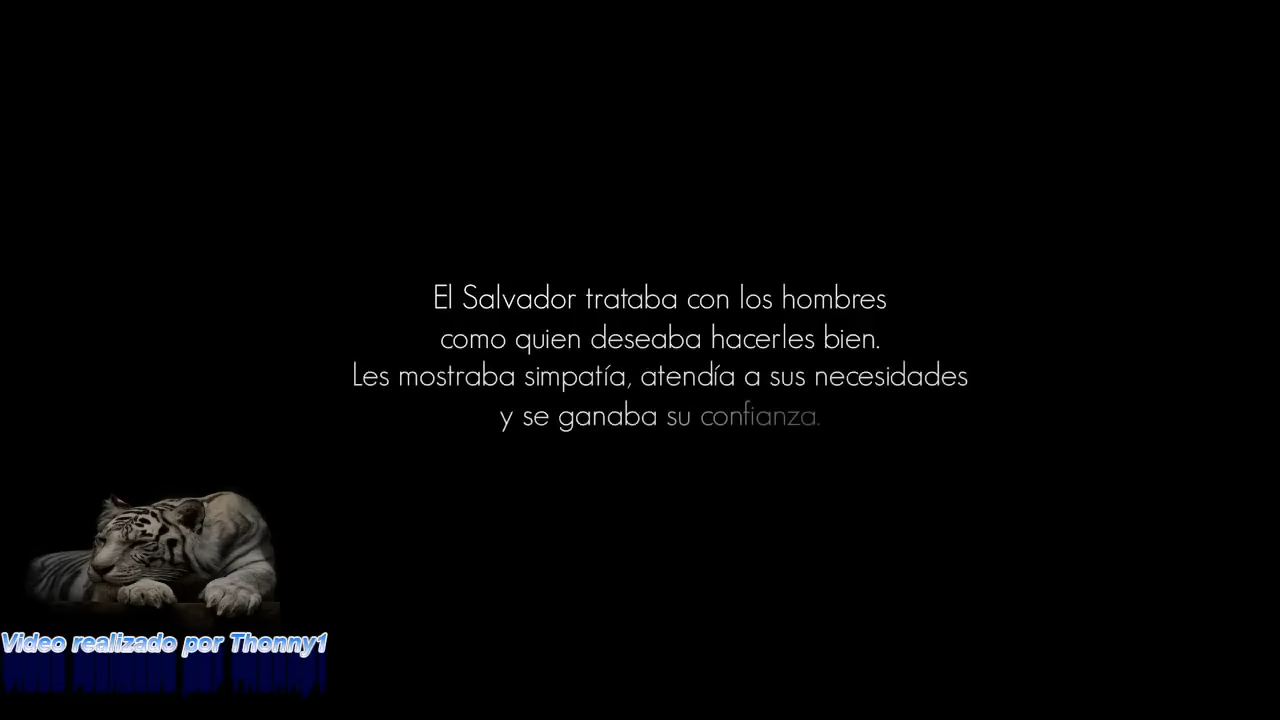 El Salvador trataba con los hombres
como quien deseaba hacerles bien.
Les mostraba simpatía, atendía a sus necesidades
y se ganaba su confianza.
Video realizado por Thonny1